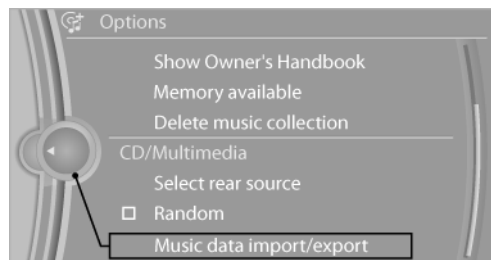 Options
Show Owner's Handbook
Memory available
Delete music collection
CD/Multimedia
Select rear source
Random
Music data import/export